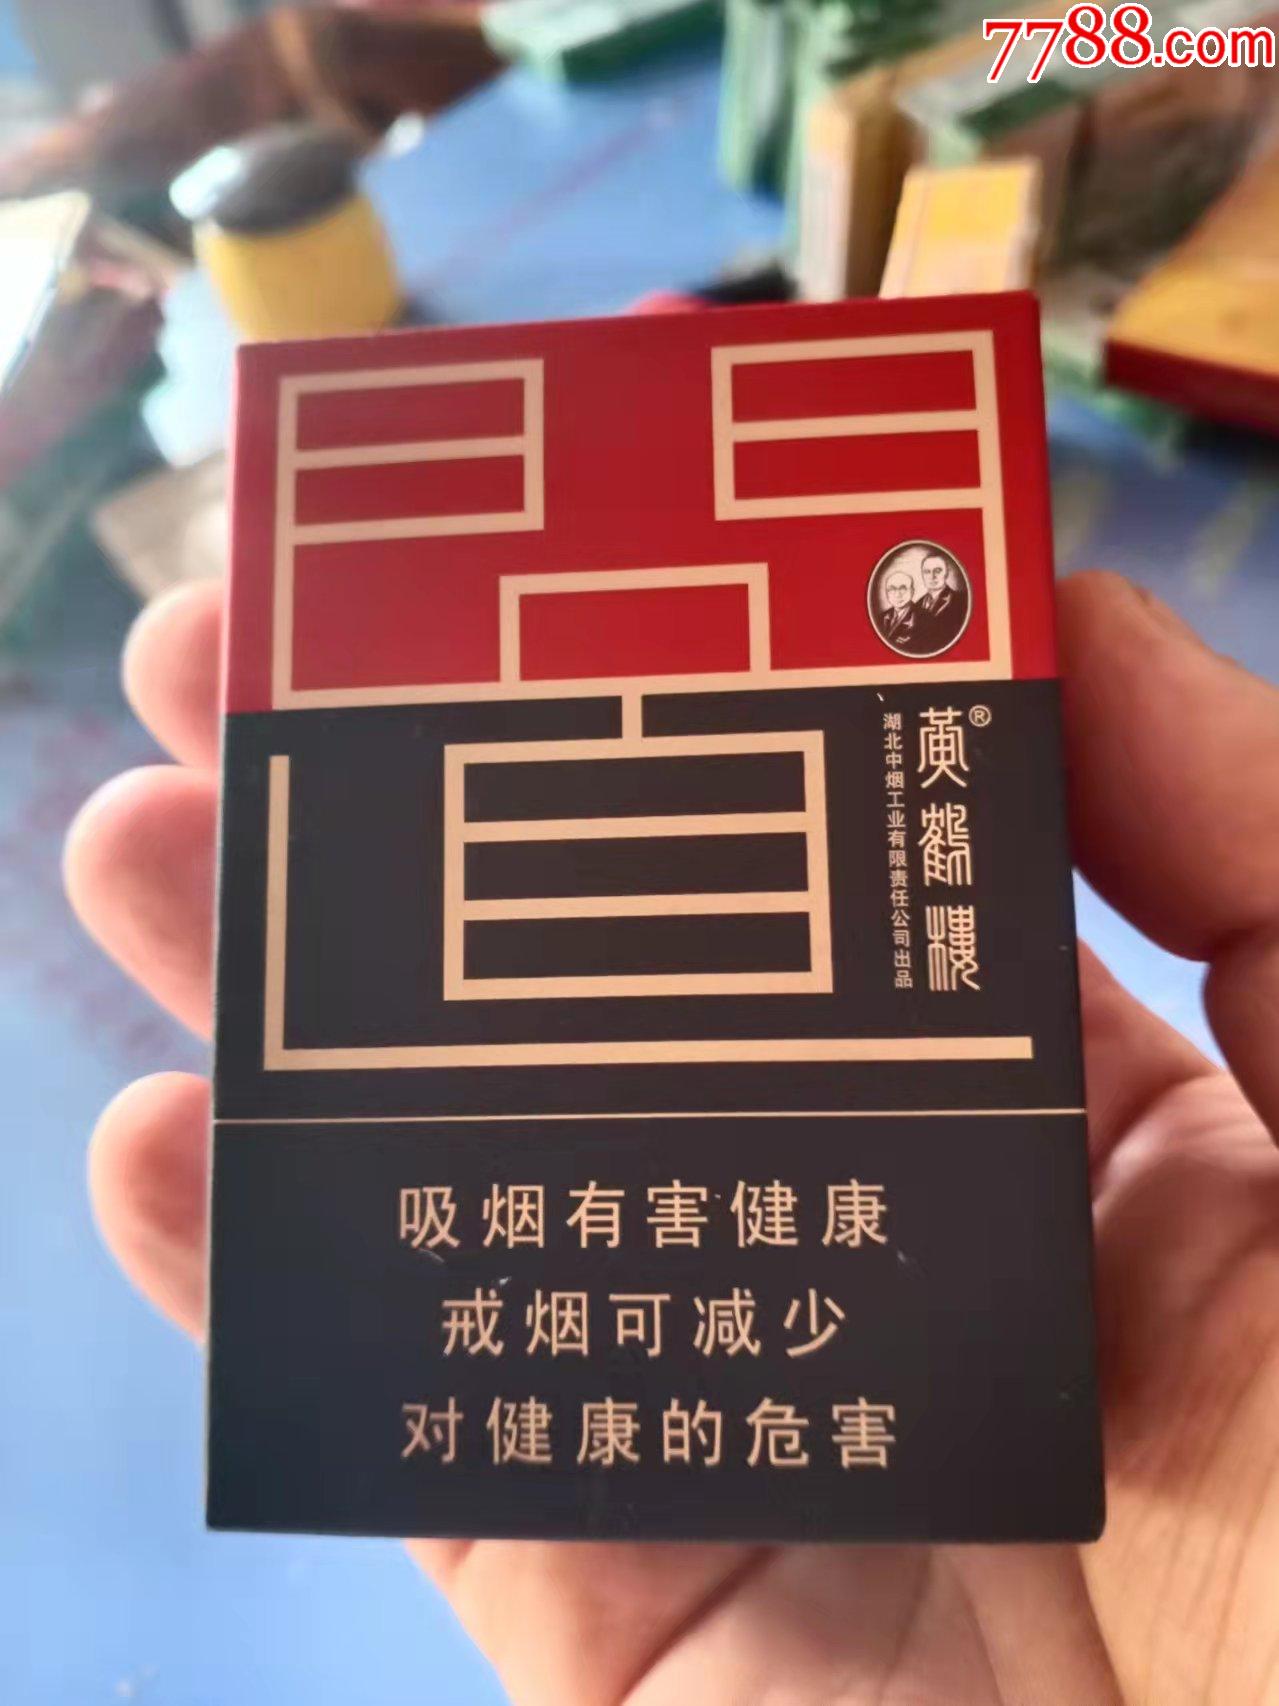 7788.com
黄鹤楼®
湖北中烟工业有限责任公司出品
吸烟有害健康
戒烟可减少
对健康的危害